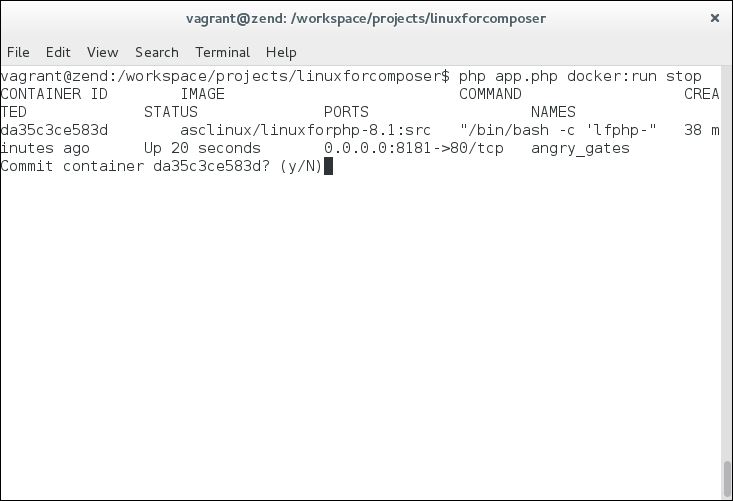 vagrant@zend: /workspace/projects/linuxforcomposer ×
File Edit View Search Terminal Help
vagrant@zend:/workspace/projects/linuxforcomposer$ php app.php docker:run stop
CONTAINER ID        IMAGE                          COMMAND                  CREA
TED      STATUS              PORTS                  NAMES
da35c3ce583d        asclinux/linuxforphp-8.1:src   "/bin/bash -c 'lfphp-"   38 m
inutes ago      Up 20 seconds       0.0.0.0:8181->80/tcp   angry_gates
Commit container da35c3ce583d? (y/N)